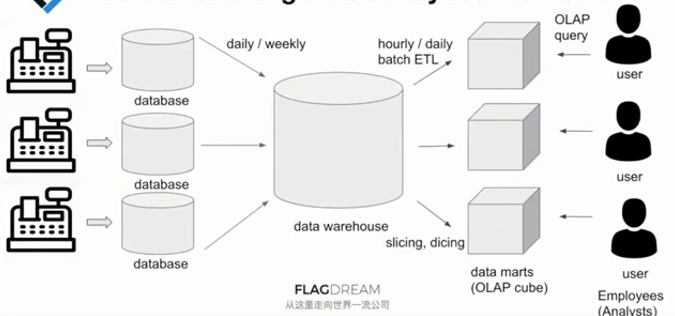 daily / weekly
hourly / daily
batch ETL
OLAP
query
user
database
database
user
data warehouse
slicing, dicing
database
data marts
(OLAP cube)
user
Employees
(Analysts)
FLAGDREAM
从这里走向世界一流公司